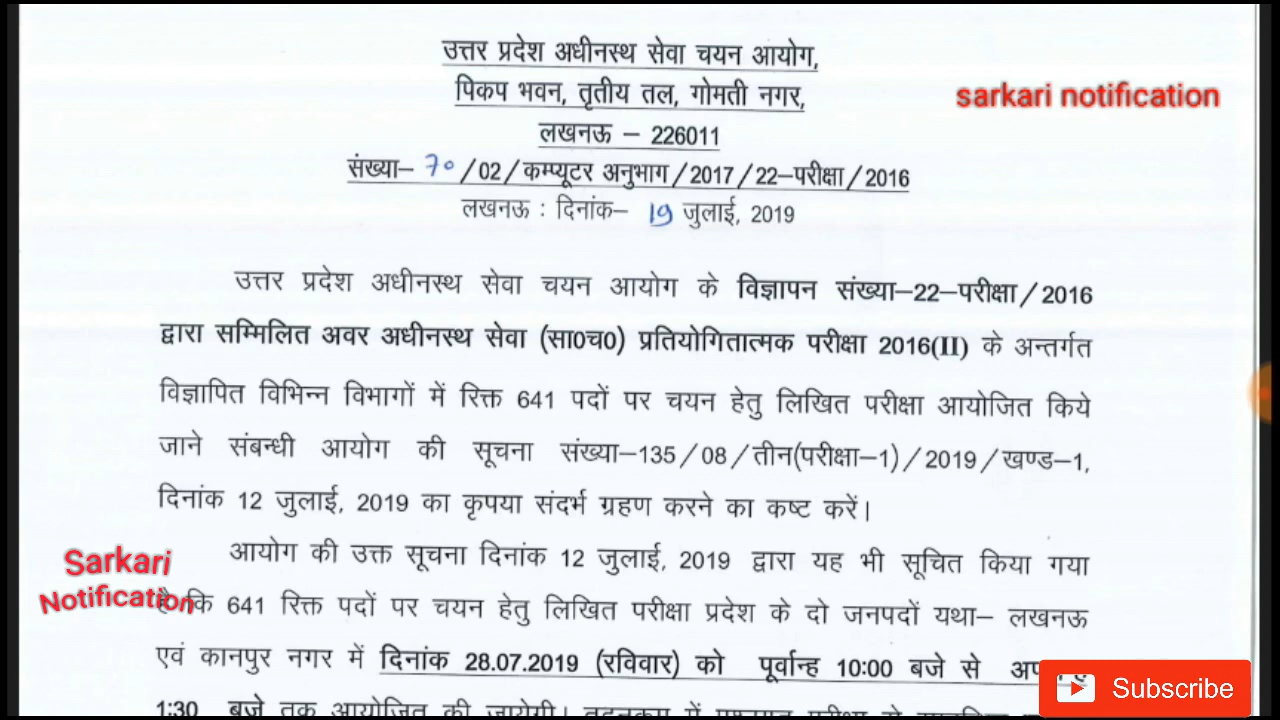 उत्तर प्रदेश अधीनस्थ सेवा चयन आयोग,
पिकप भवन, तृतीय तल, गोमती नगर,
लखनऊ – 226011
संख्या– 70 /02/कम्प्यूटर अनुभाग/2017/22–परीक्षा/2016
लखनऊ : दिनांक– 19 जुलाई, 2019
sarkari notification
उत्तर प्रदेश अधीनस्थ सेवा चयन आयोग के विज्ञापन संख्या–22–परीक्षा/2016
द्वारा सम्मिलित अवर अधीनस्थ सेवा (सा0च0) प्रतियोगितात्मक परीक्षा 2016(II) के अन्तर्गत
विज्ञापित विभिन्न विभागों में रिक्त 641 पदों पर चयन हेतु लिखित परीक्षा आयोजित किये
जाने संबन्धी आयोग की सूचना संख्या–135/08/तीन(परीक्षा–1)/2019/खण्ड–1,
दिनांक 12 जुलाई, 2019 का कृपया संदर्भ ग्रहण करने का कष्ट करें।
आयोग की उक्त सूचना दिनांक 12 जुलाई, 2019 द्वारा यह भी सूचित किया गया
है कि 641 रिक्त पदों पर चयन हेतु लिखित परीक्षा प्रदेश के दो जनपदों यथा– लखनऊ
एवं कानपुर नगर में दिनांक 28.07.2019 (रविवार) को पूर्वान्ह 10:00 बजे से
1:30 बजे तक आयोजित की जायेगी।
Sarkari
Notification
Subscribe